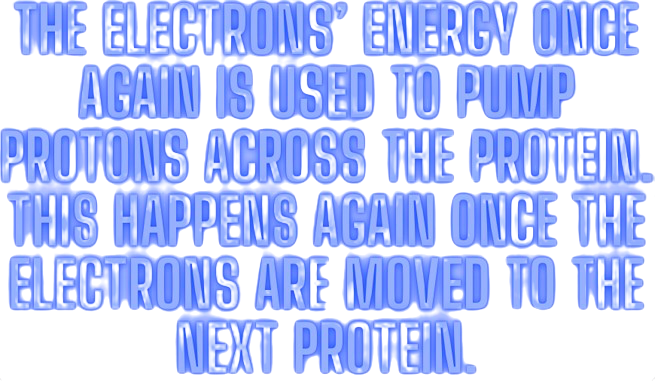 THE ELECTRONS’ ENERGY ONCE
AGAIN IS USED TO PUMP
PROTONS ACROSS THE PROTEIN.
THIS HAPPENS AGAIN ONCE THE
ELECTRONS ARE MOVED TO THE
NEXT PROTEIN.